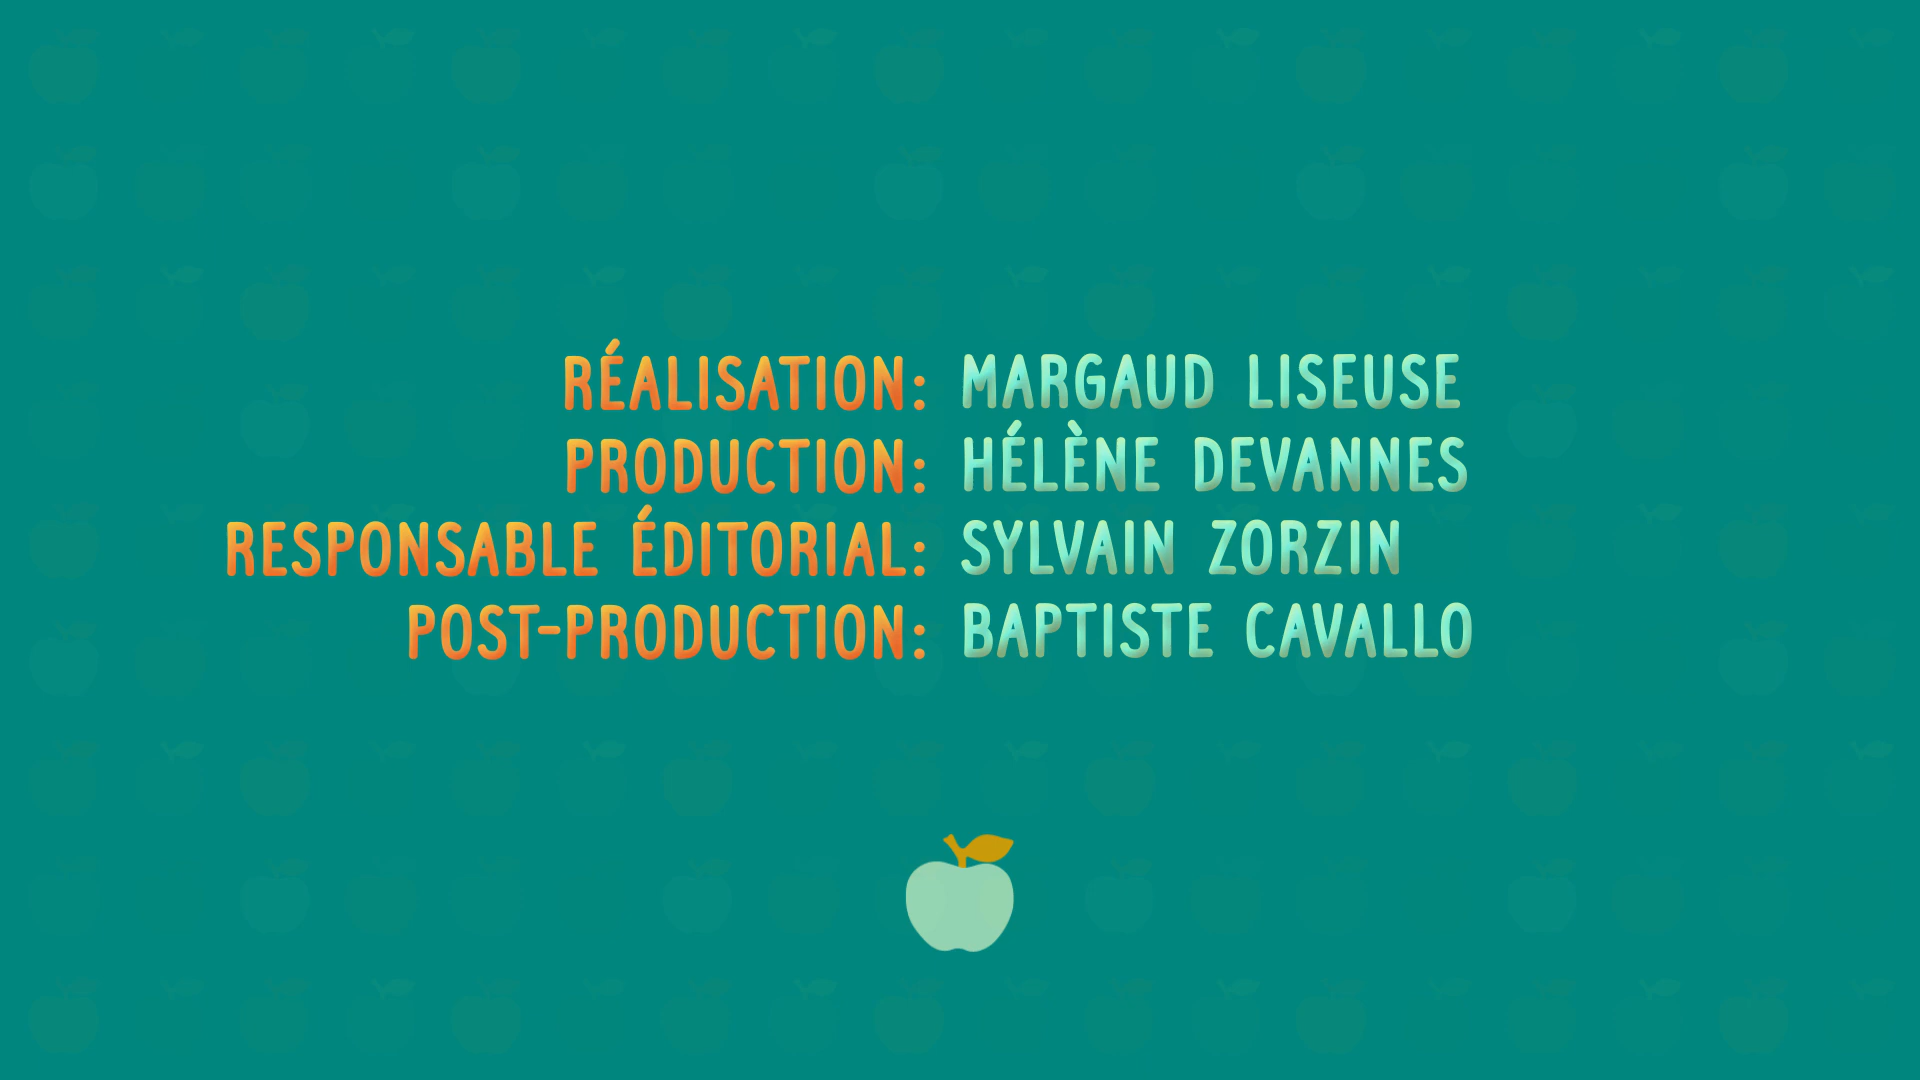 RÉALISATION: MARGAUD LISEUSE
PRODUCTION: HÉLÈNE DEVANNES
RESPONSABLE ÉDITORIAL: SYLVAIN ZORZIN
POST-PRODUCTION: BAPTISTE CAVALLO